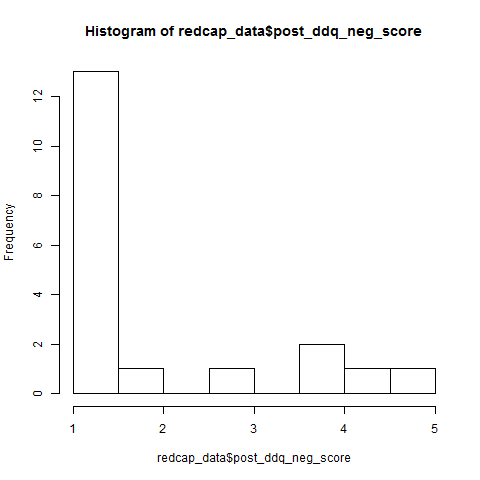 Histogram of redcap_data$post_ddq_neg_score
Frequency
12
10
8
6
4
2
0
1 2 3 4 5
redcap_data$post_ddq_neg_score